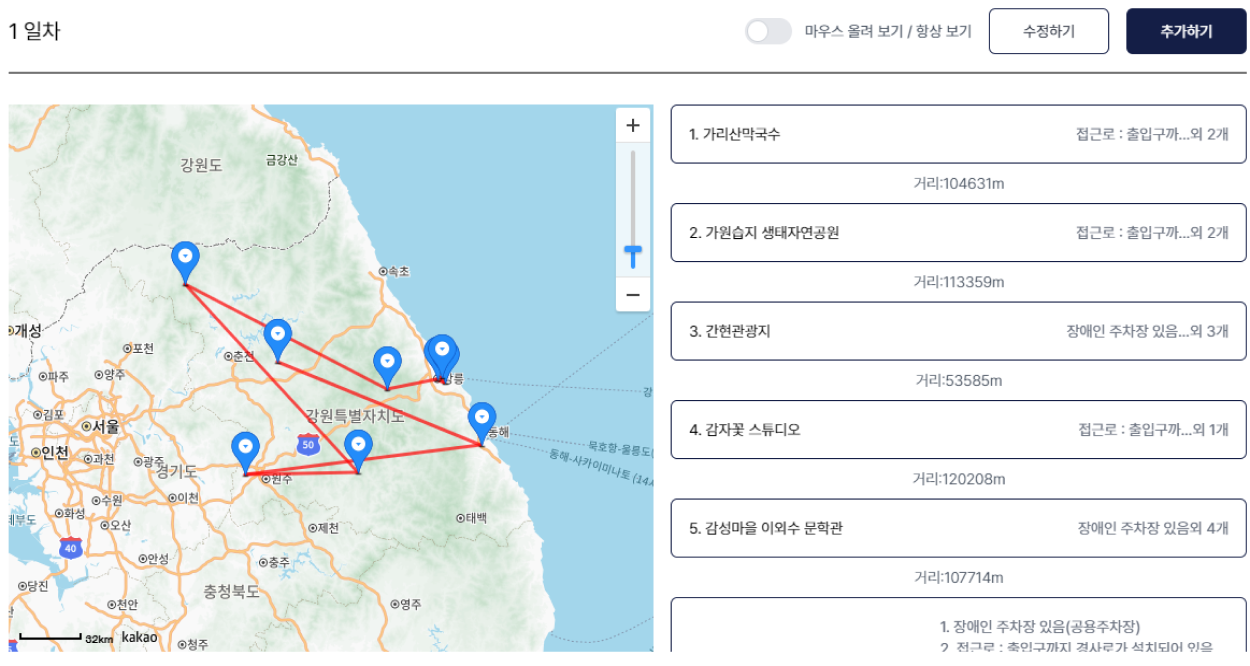 1 일차
마우스 올려 보기 / 항상 보기
수정하기
추가하기
강원도
금강산
속초
개성
포천
춘천
강릉
파주
양주
강원특별자치도
김포
서울
동해
50
묵호항-울릉도
동해-사카이미나토 (14
인천
과천
광주
경기도
원주
수원
이천
화성
오산
제천
태백
40
안성
충주
당진
충청북도
천안
영주
32km
kakao
청주
1. 가리산막국수
접근로 : 출입구까...외 2개
거리:104631m
2. 가원습지 생태자연공원
접근로 : 출입구까...외 2개
거리:113359m
3. 간현관광지
장애인 주차장 있음...외 3개
거리:53585m
4. 감자꽃 스튜디오
접근로 : 출입구까...외 1개
거리:120208m
5. 감성마을 이외수 문학관
장애인 주차장 있음외 4개
거리:107714m
1. 장애인 주차장 있음(공용주차장)
2. 접근로 : 출입구까지 경사로가 설치되어 있음